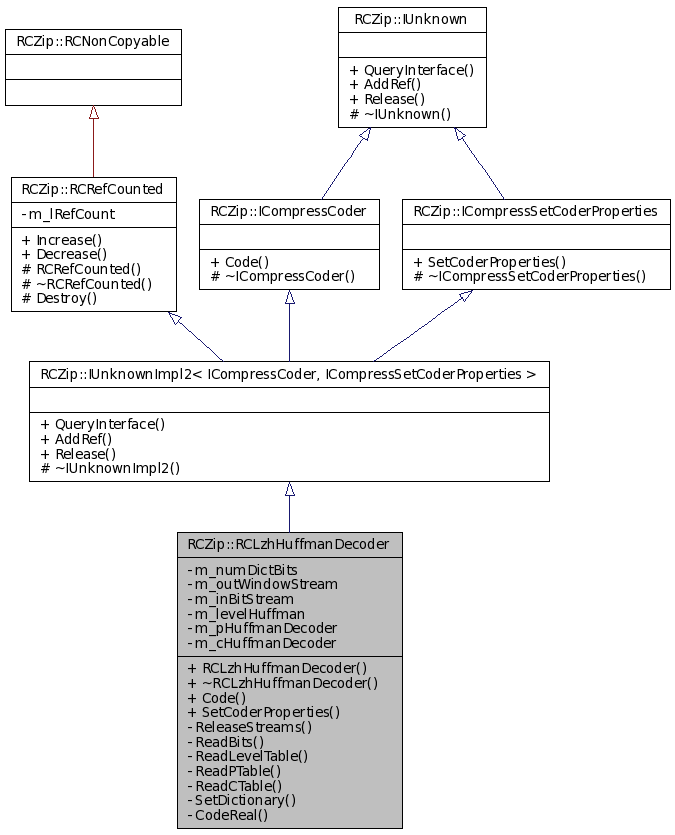 RCZip::RCNonCopyable
RCZip::IUnknown
+ QueryInterface()
+ AddRef()
+ Release()
# ~IUnknown()
RCZip::RCRefCounted
- m_lRefCount
+ Increase()
+ Decrease()
# RCRefCounted()
# ~RCRefCounted()
# Destroy()
RCZip::ICompressCoder
+ Code()
# ~ICompressCoder()
RCZip::ICompressSetCoderProperties
+ SetCoderProperties()
# ~ICompressSetCoderProperties()
RCZip::IUnknownImpl2< ICompressCoder, ICompressSetCoderProperties >
+ QueryInterface()
+ AddRef()
+ Release()
# ~IUnknownImpl2()
RCZip::RCLzhHuffmanDecoder
- m_numDictBits
- m_outWindowStream
- m_inBitStream
- m_levelHuffman
- m_pHuffmanDecoder
- m_cHuffmanDecoder
+ RCLzhHuffmanDecoder()
+ ~RCLzhHuffmanDecoder()
+ Code()
+ SetCoderProperties()
- ReleaseStreams()
- ReadBits()
- ReadLevelTable()
- ReadPTable()
- ReadCTable()
- SetDictionary()
- CodeReal()